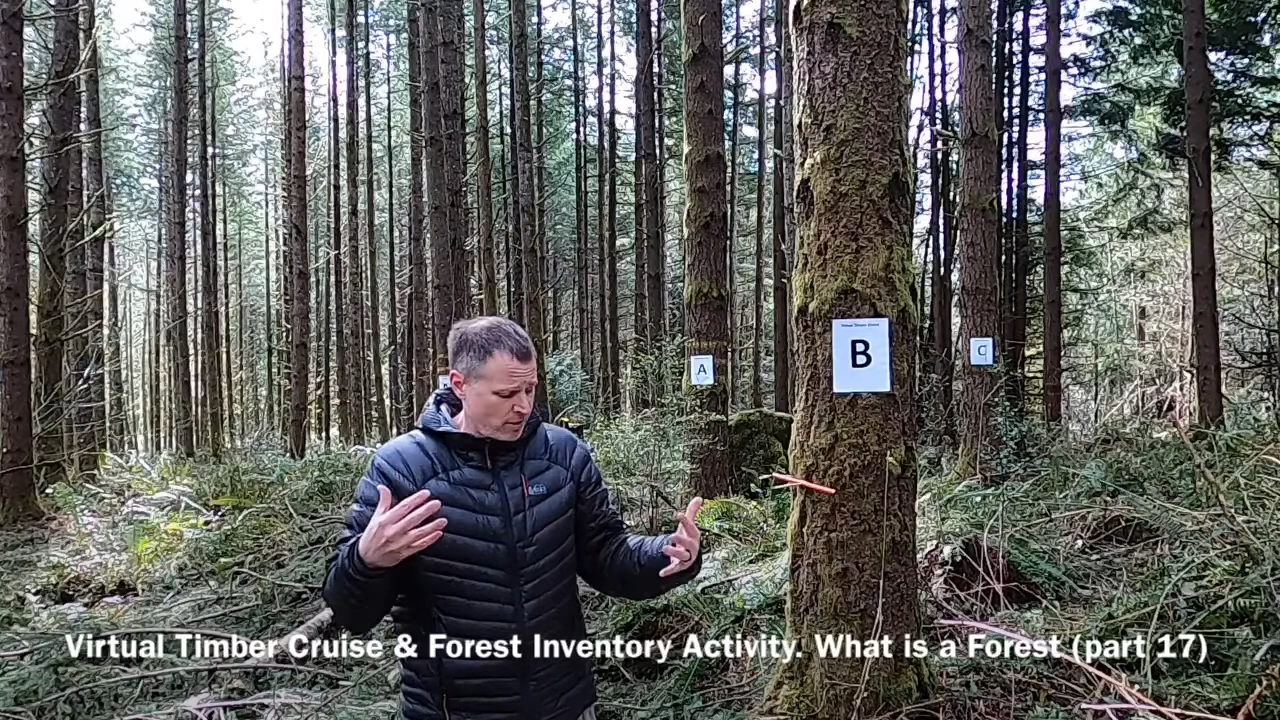 A
B
C
Virtual Timber Cruise & Forest Inventory Activity. What is a Forest (part 17)